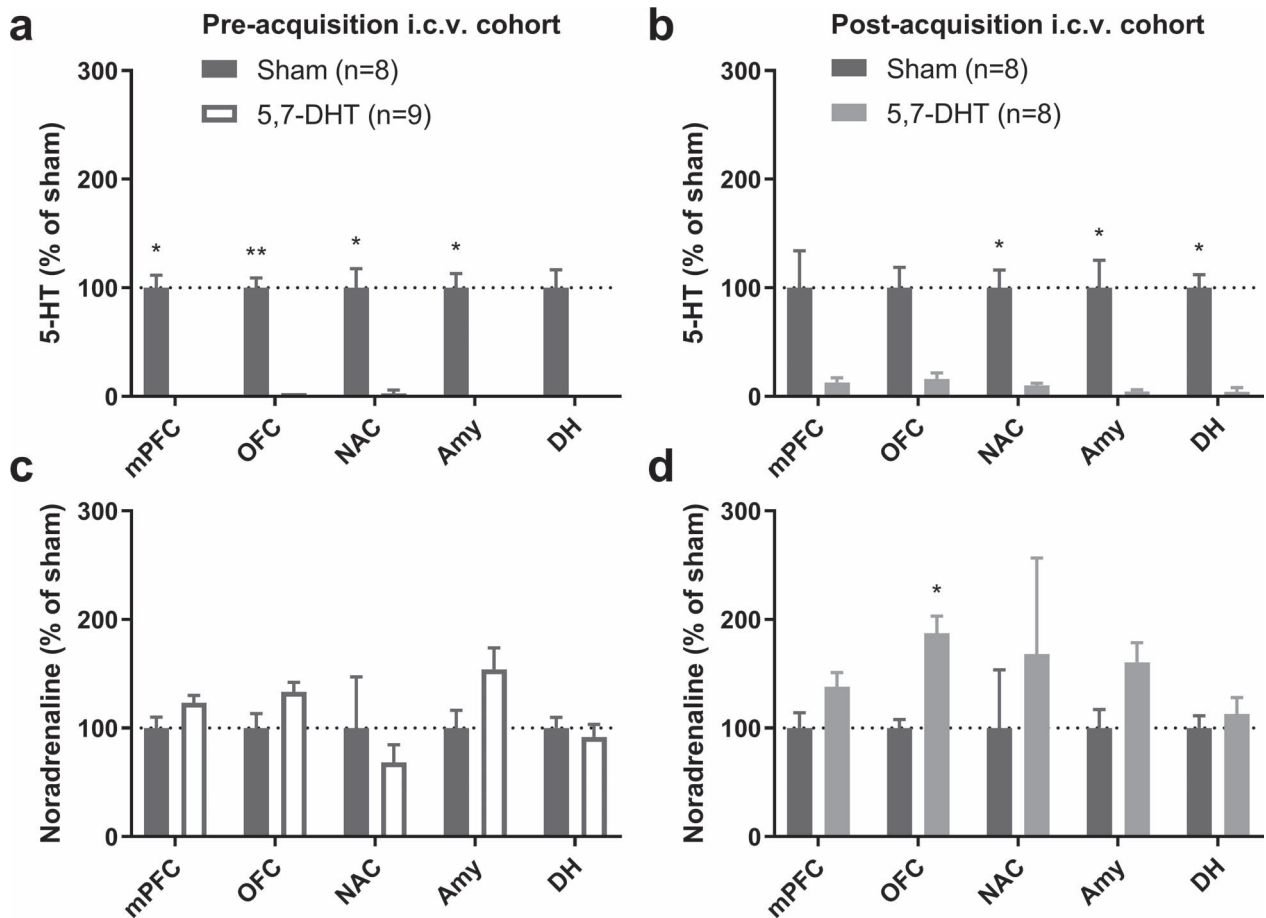 a
Pre-acquisition i.c.v. cohort
Sham (n=8)
5,7-DHT (n=9)
5-HT (% of sham)
300
200
100
0
*
**
*
*
mPFC
OFC
NAC
Amy
DH
b
Post-acquisition i.c.v. cohort
Sham (n=8)
5,7-DHT (n=8)
5-HT (% of sham)
300
200
100
0
*
*
*
mPFC
OFC
NAC
Amy
DH
c
Noradrenaline (% of sham)
300
200
100
0
mPFC
OFC
NAC
Amy
DH
d
Noradrenaline (% of sham)
300
200
100
0
*
mPFC
OFC
NAC
Amy
DH